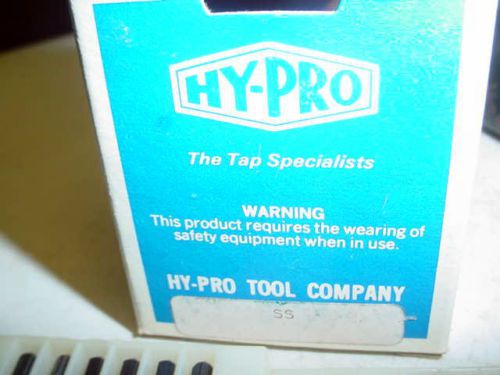 HY-PRO
The Tap Specialists
WARNING
This product requires the wearing of
safety equipment when in use.
HY-PRO TOOL COMPANY
SS